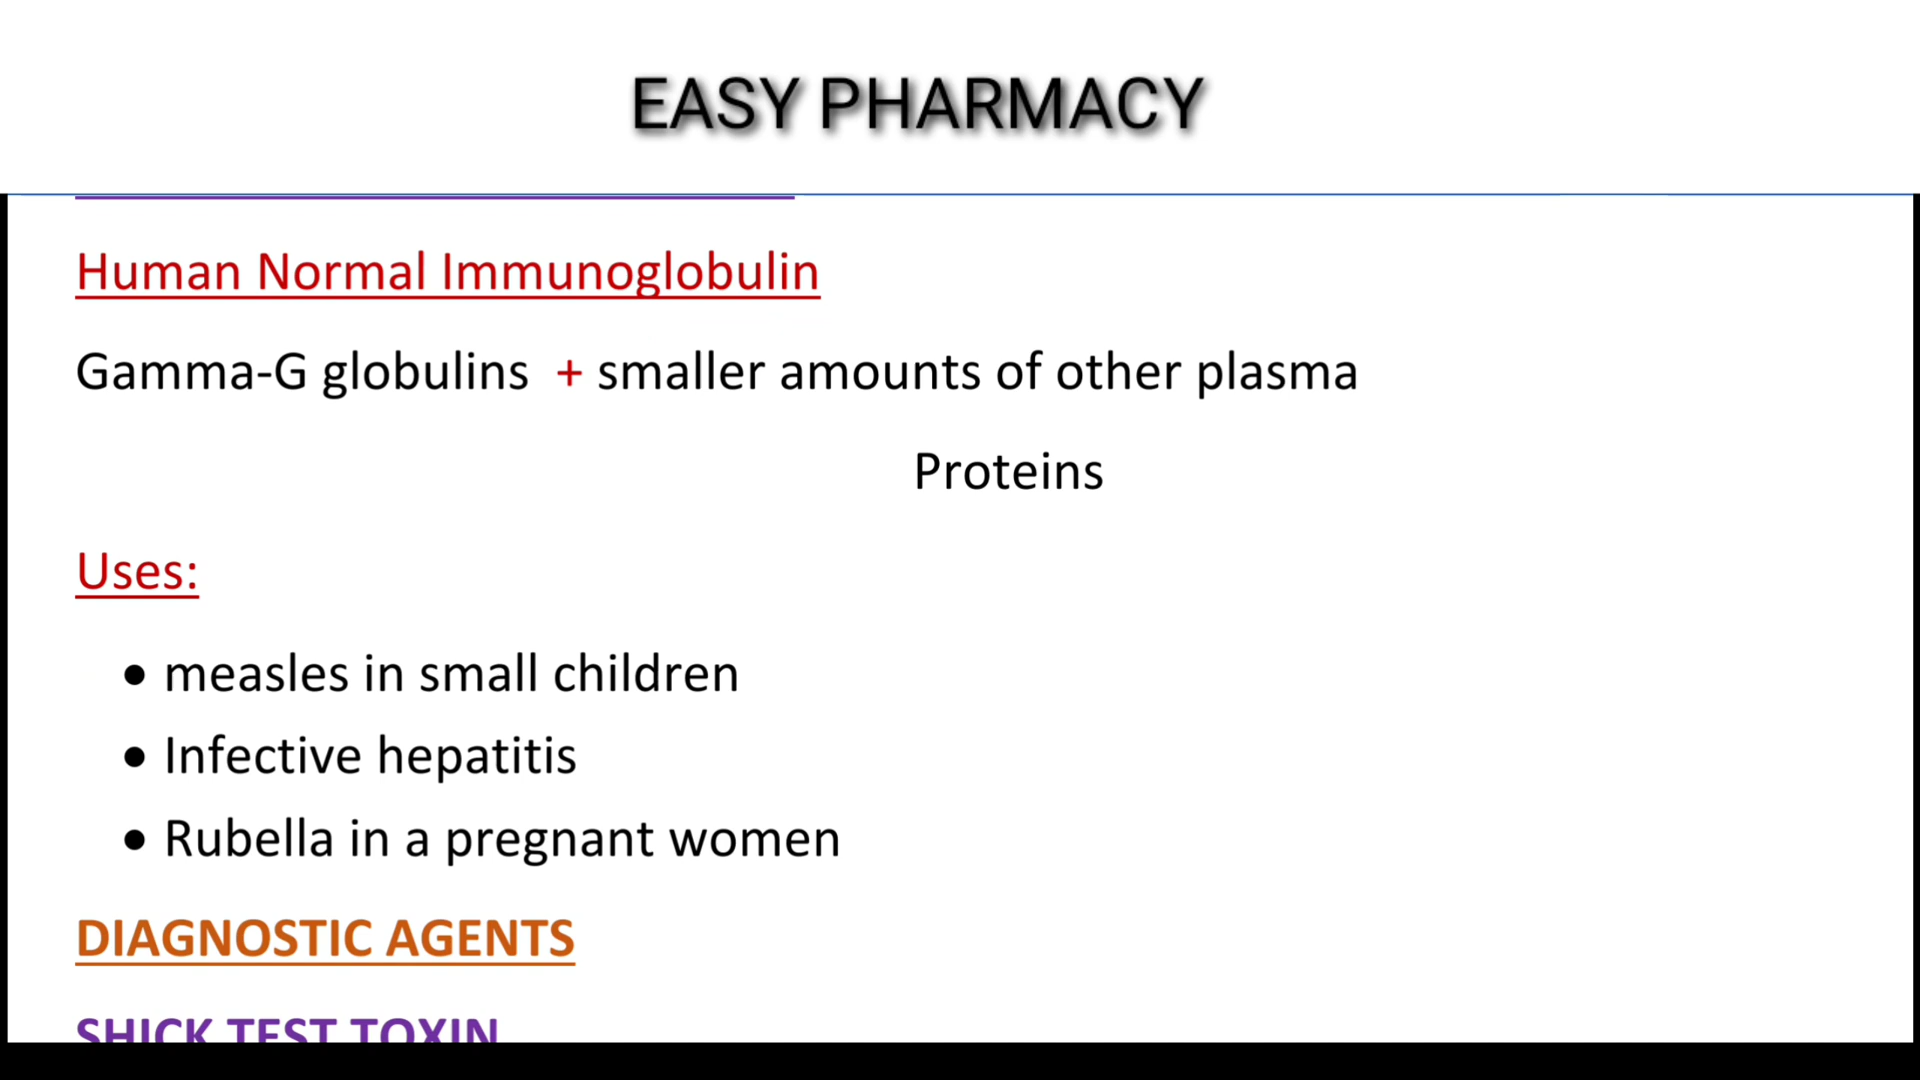 EASY PHARMACY
Human Normal Immunoglobulin
Gamma-G globulins + smaller amounts of other plasma
Proteins
Uses:
• measles in small children
• Infective hepatitis
• Rubella in a pregnant women
DIAGNOSTIC AGENTS
SHICK TEST TOXIN